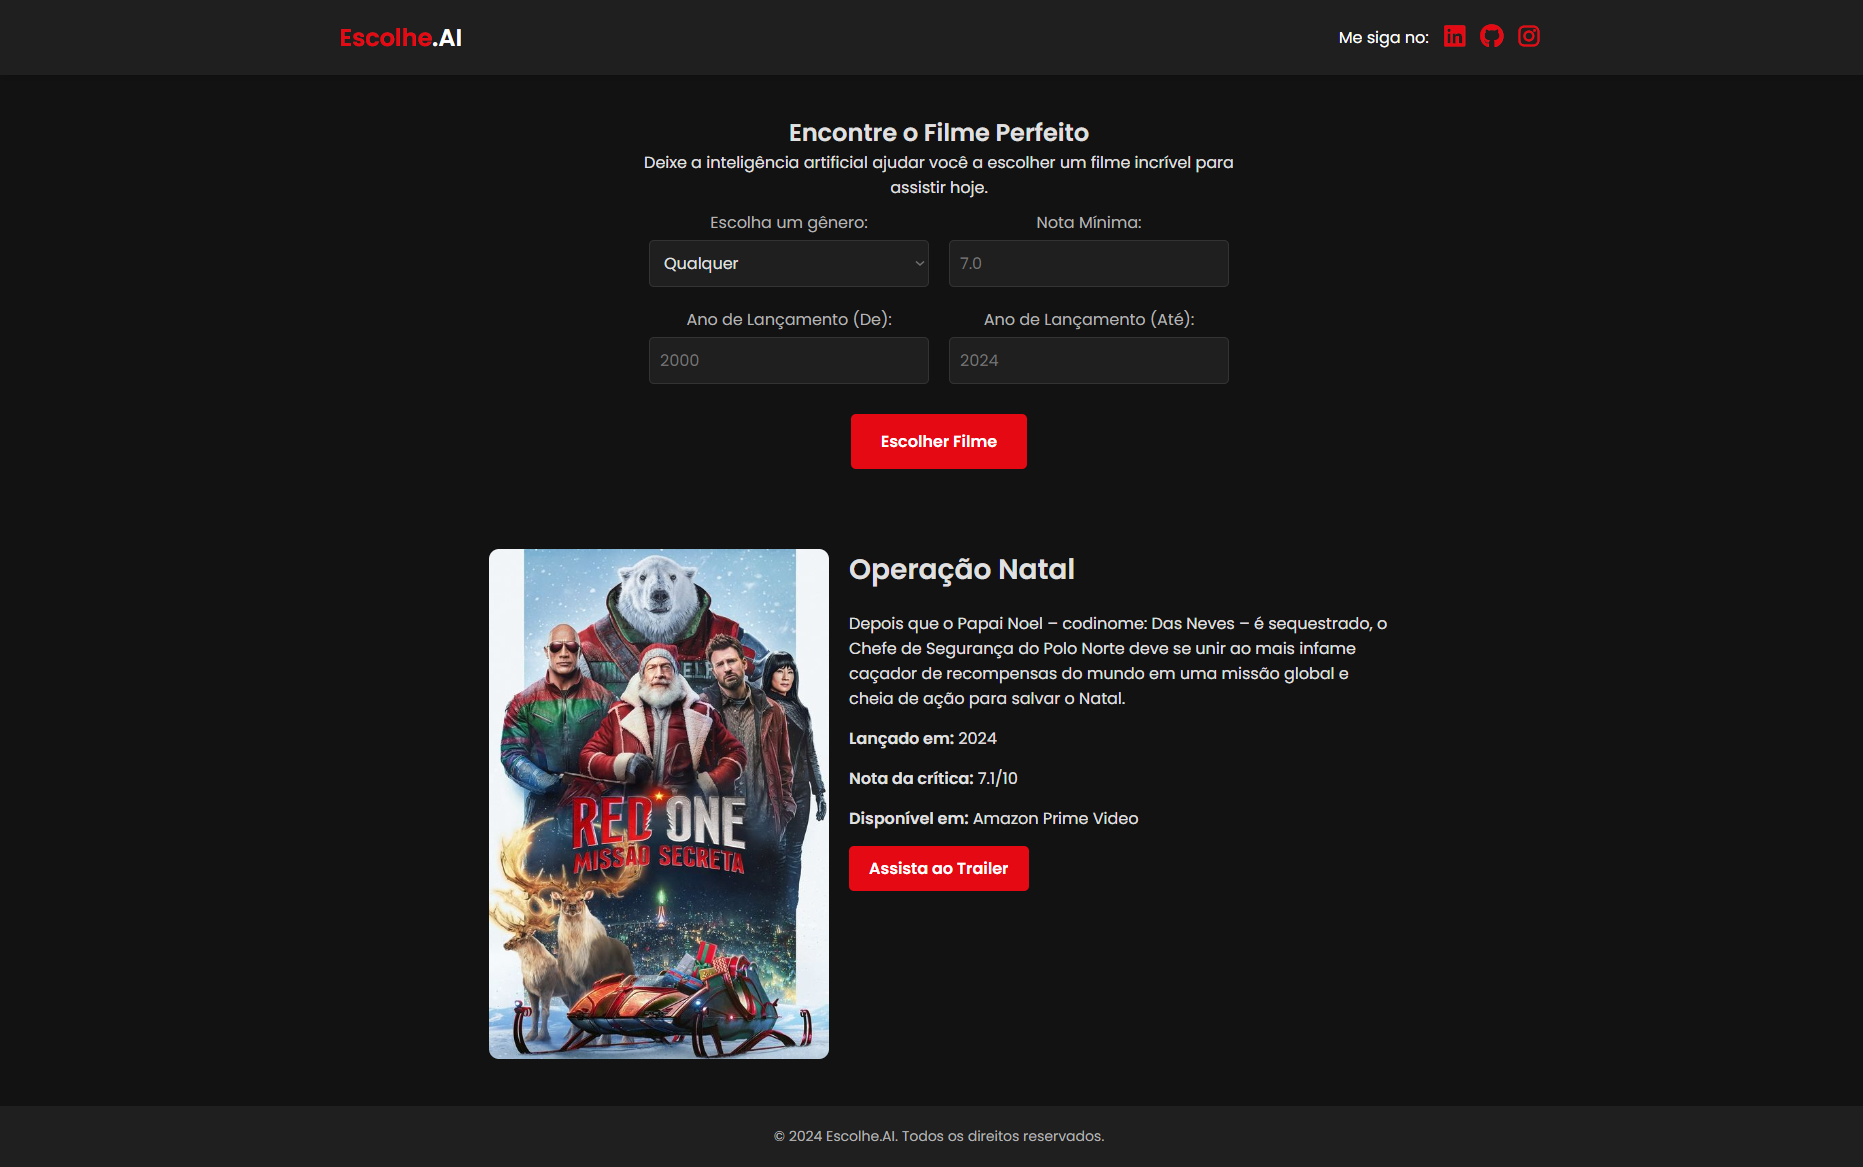 Escolhe.AI
Me siga no:
Encontre o Filme Perfeito
Deixe a inteligência artificial ajudar você a escolher um filme incrível para
assistir hoje.
Escolha um gênero:
Nota Mínima:
Qualquer
7.0
Ano de Lançamento (De):
Ano de Lançamento (Até):
2000
2024
Escolher Filme
RED ONE
MISSÃO SECRETA
Operação Natal
Depois que o Papai Noel – codinome: Das Neves – é sequestrado, o
Chefe de Segurança do Polo Norte deve se unir ao mais infame
caçador de recompensas do mundo em uma missão global e
cheia de ação para salvar o Natal.
Lançado em: 2024
Nota da crítica: 7.1/10
Disponível em: Amazon Prime Video
Assista ao Trailer
© 2024 Escolhe.AI. Todos os direitos reservados.